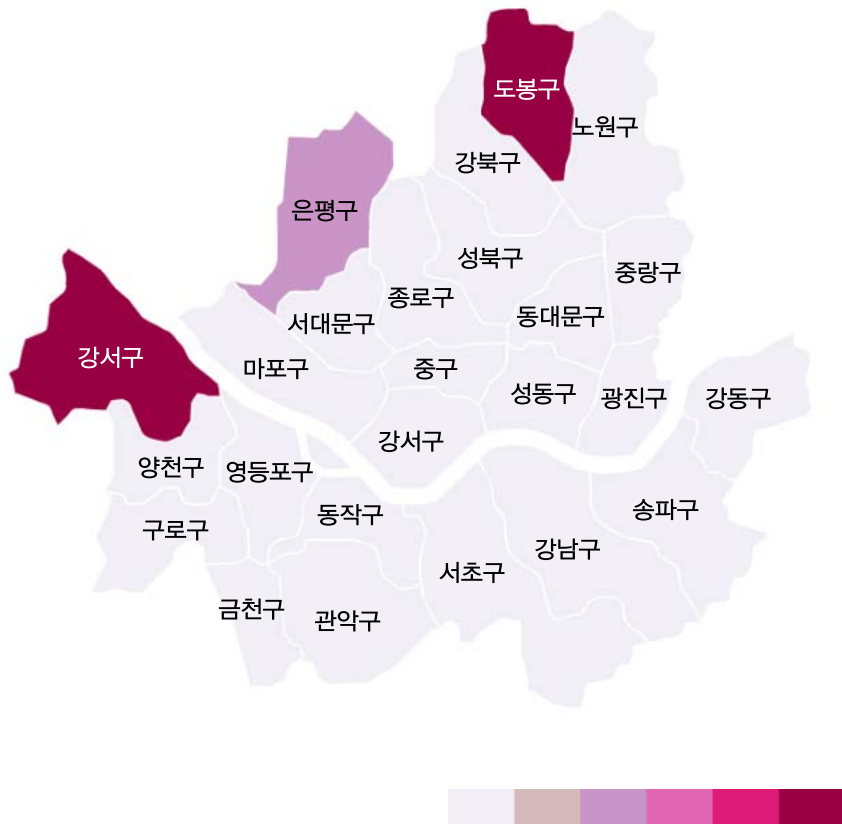 도봉구
노원구
강북구
은평구
성북구
중랑구
종로구
동대문구
서대문구
강서구
마포구
중구
성동구
광진구
강동구
강서구
양천구
영등포구
송파구
동작구
구로구
강남구
서초구
금천구
관악구